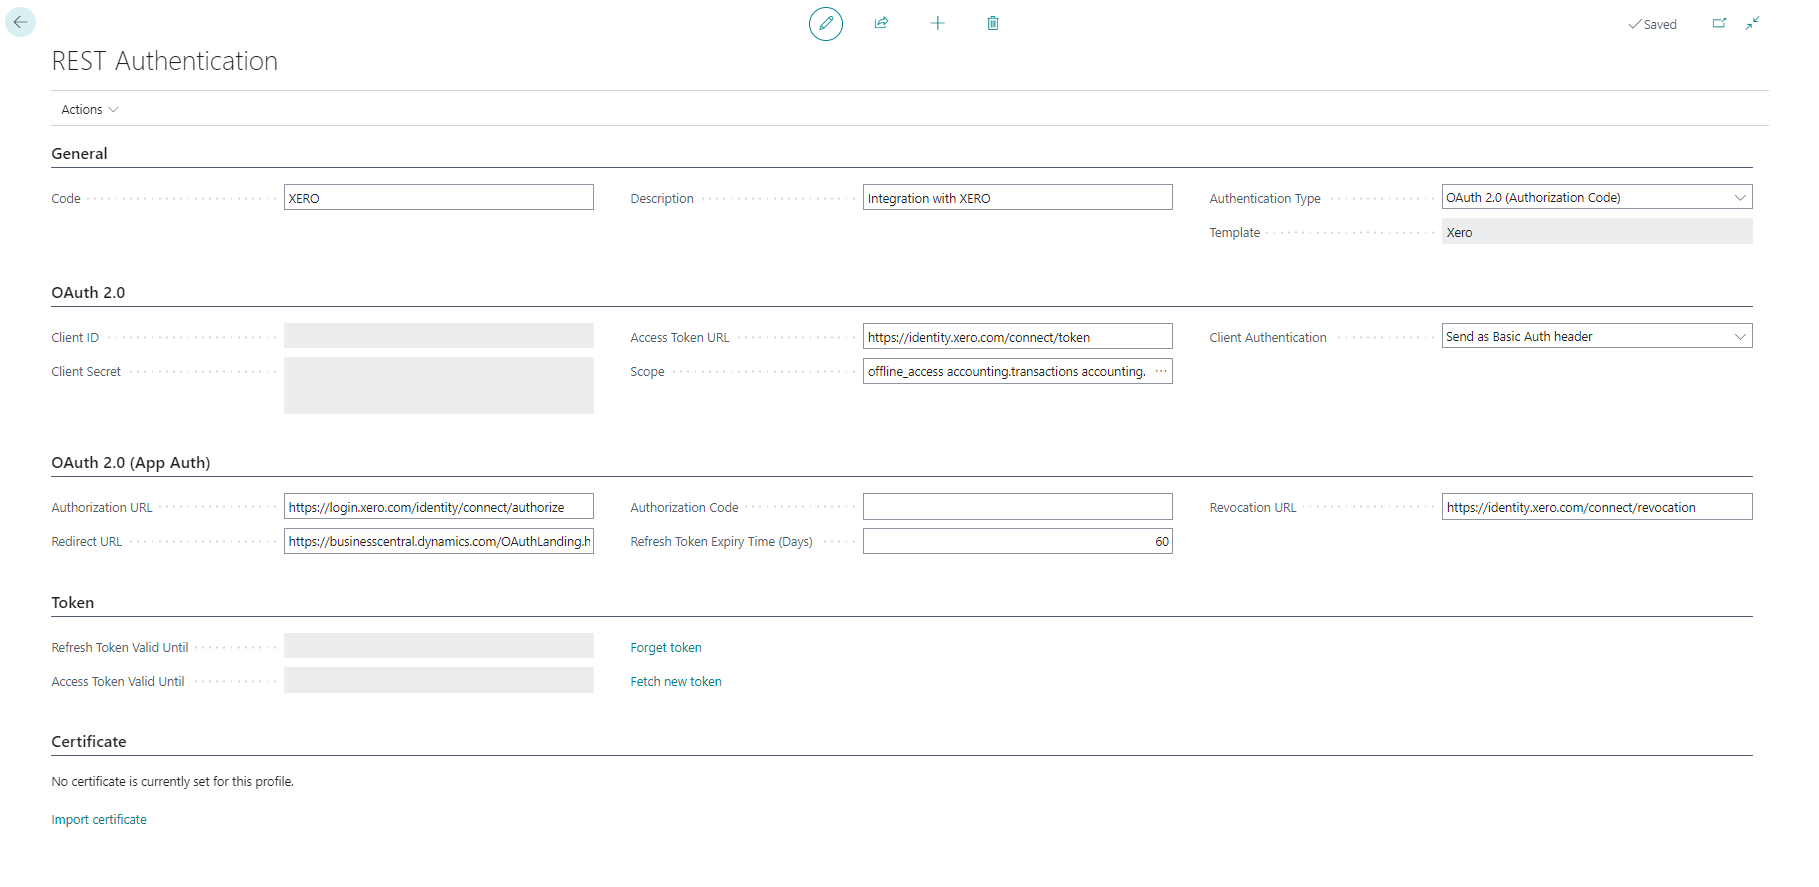 Saved
REST Authentication
Actions
General
Code XERO Description Integration with XERO Authentication Type OAuth 2.0 (Authorization Code)
Template Xero
OAuth 2.0
Client ID Access Token URL https://identity.xero.com/connect/token Client Authentication Send as Basic Auth header
Client Secret Scope offline_access accounting.transactions accounting. ...
OAuth 2.0 (App Auth)
Authorization URL https://login.xero.com/identity/connect/authorize Authorization Code Revocation URL https://identity.xero.com/connect/revocation
Redirect URL https://businesscentral.dynamics.com/OAuthLanding.h Refresh Token Expiry Time (Days) 60
Token
Refresh Token Valid Until Forget token
Access Token Valid Until Fetch new token
Certificate
No certificate is currently set for this profile.
Import certificate